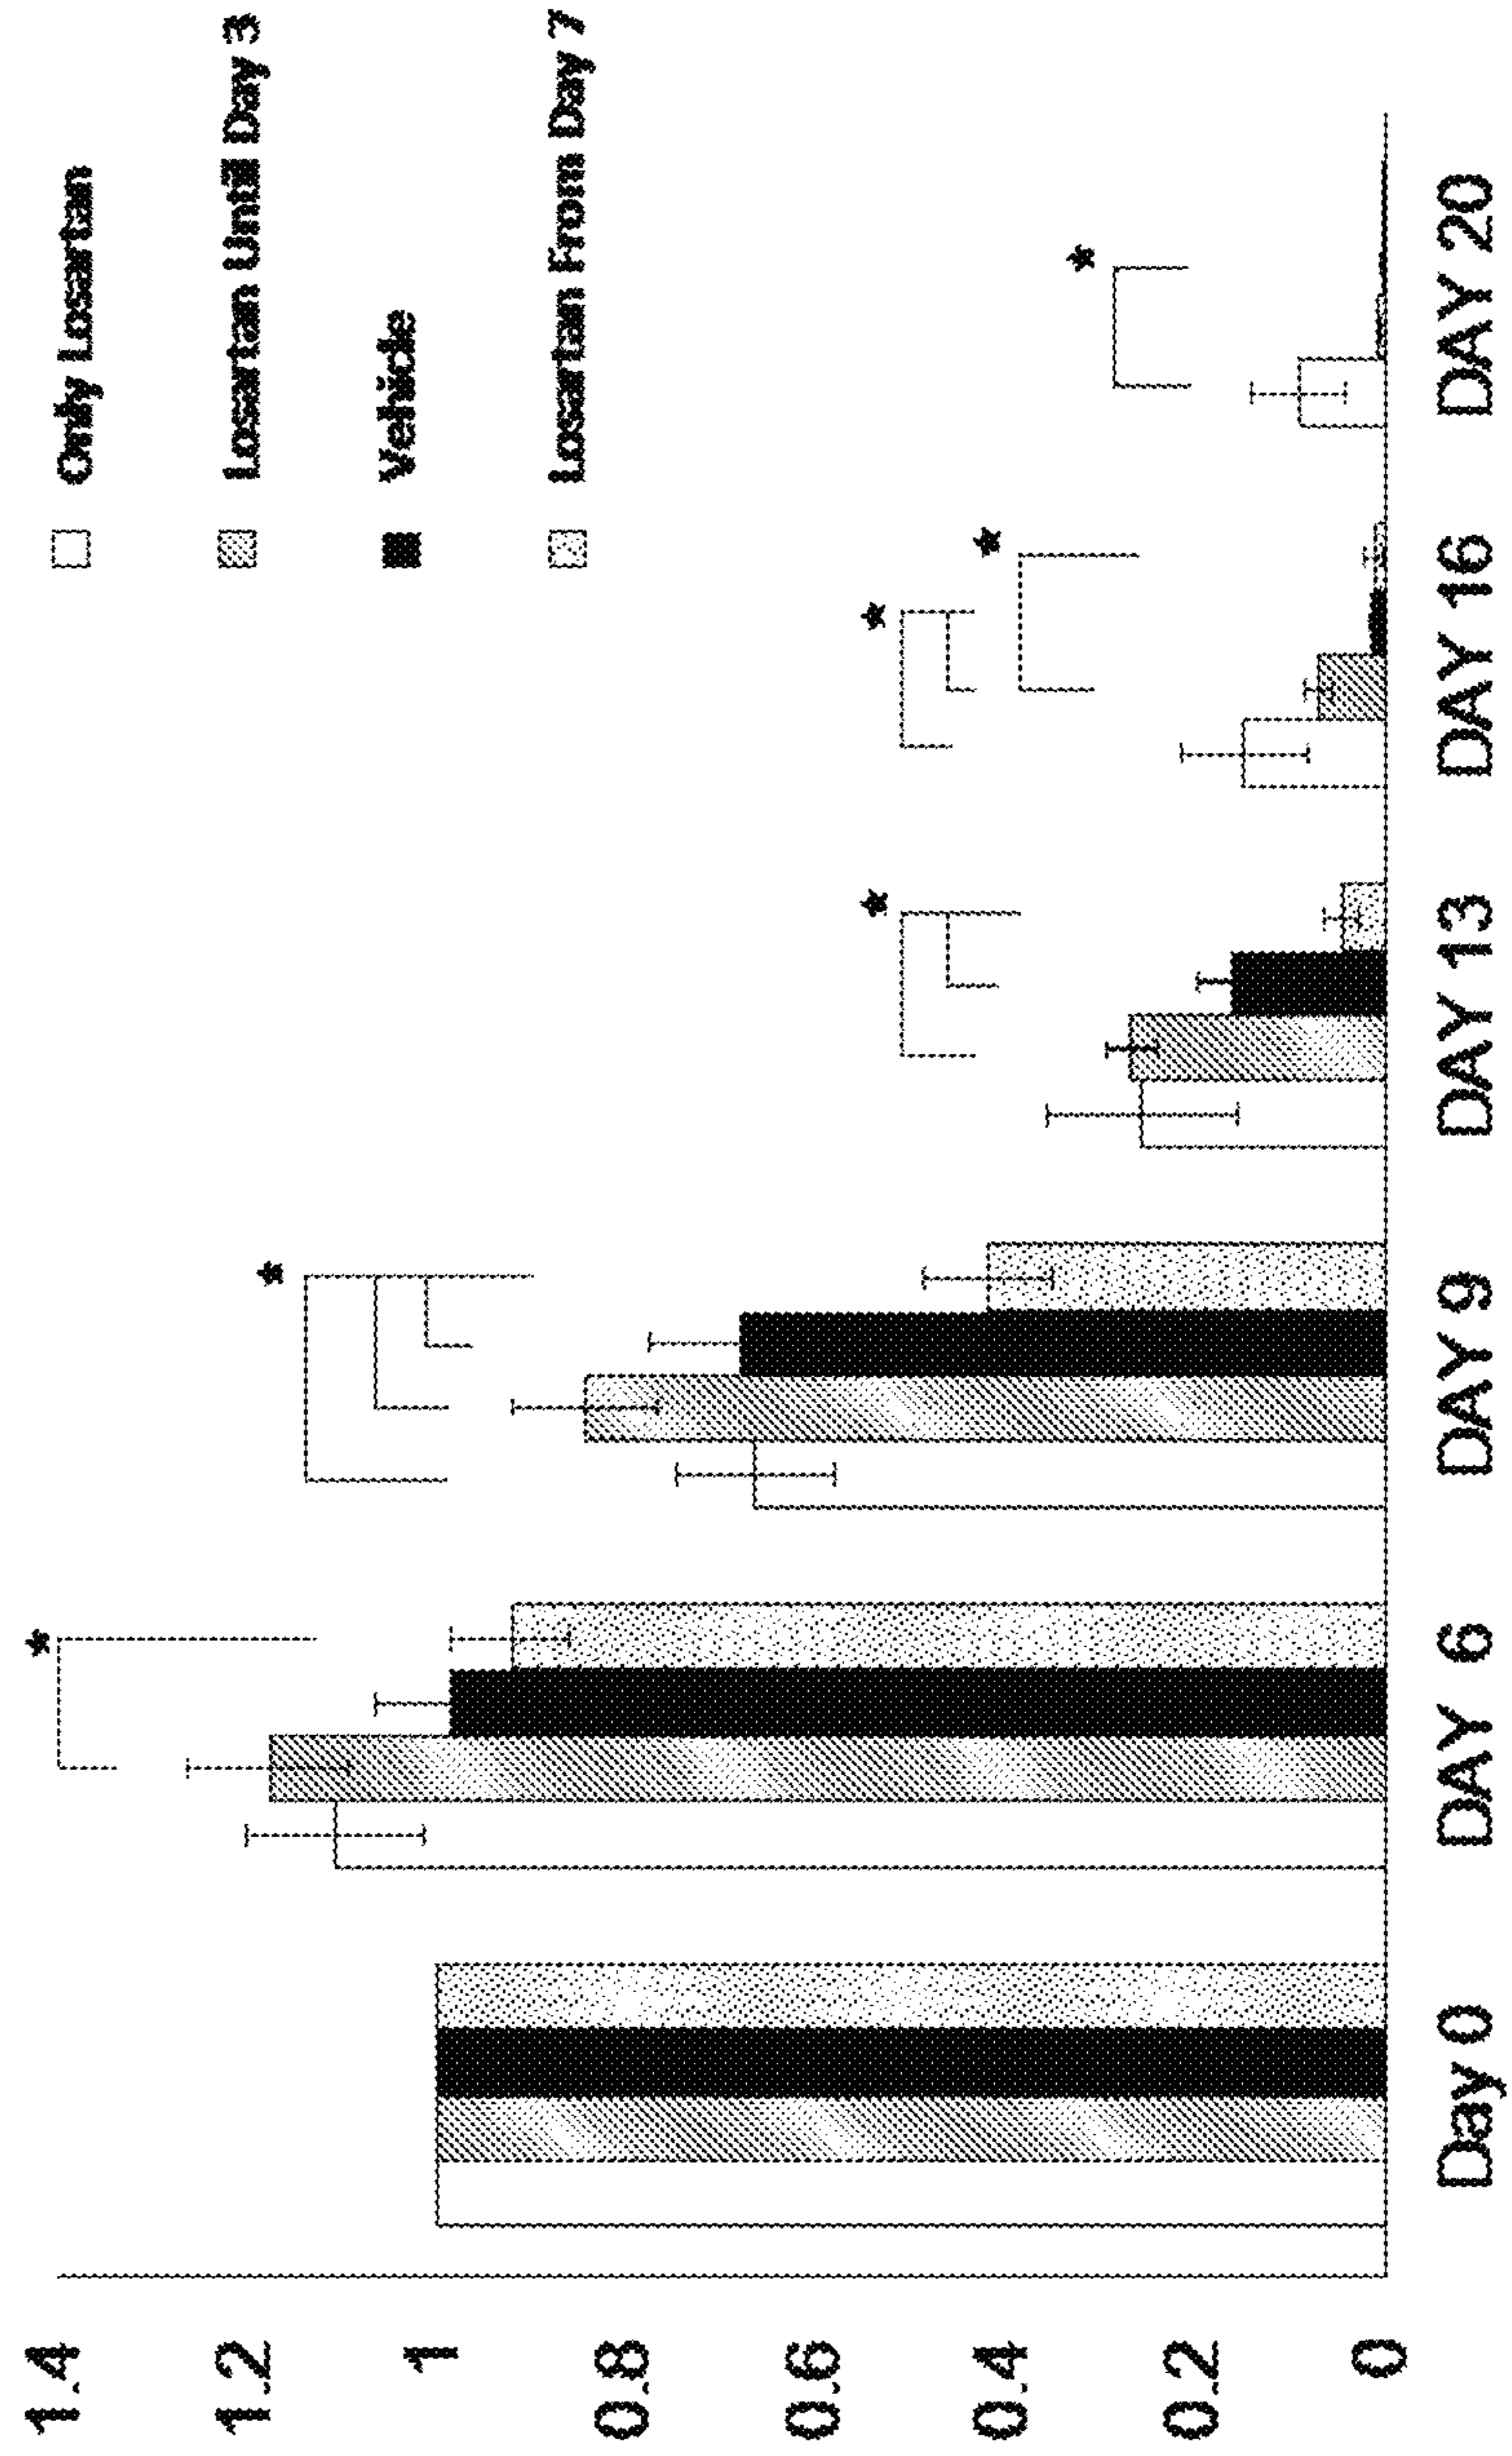 Only Losartan
Losartan Until Day 3
Vehicle
Losartan From Day 7
1.4
1.2
1
0.8
0.6
0.4
0.2
0
*
*
*
*
*
*
Day 0
DAY 6
DAY 9
DAY 13
DAY 16
DAY 20